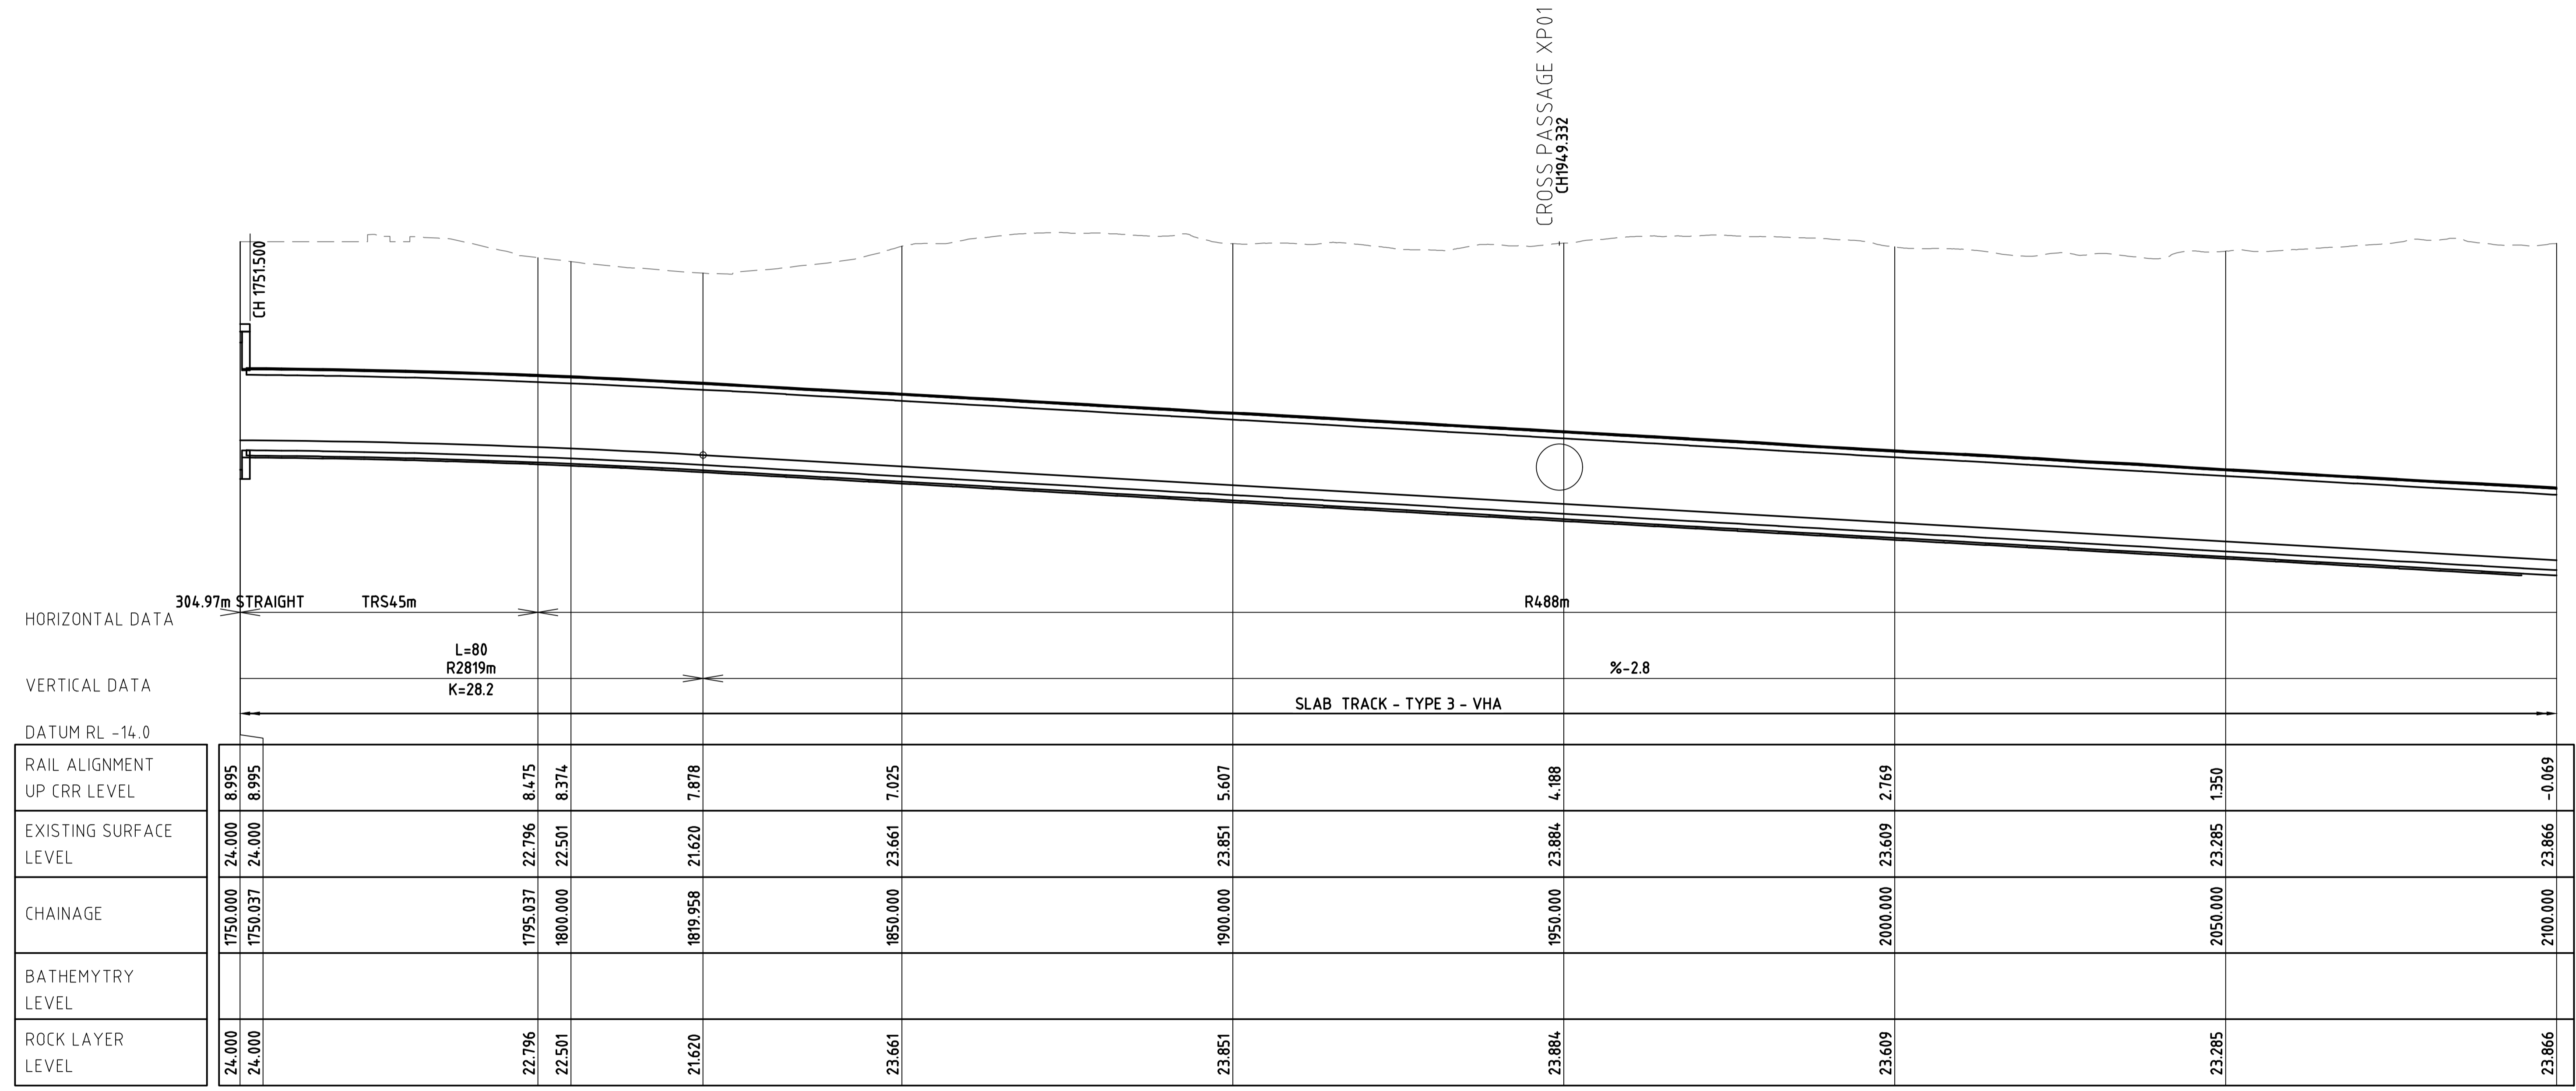 CROSS PASSAGE XP01
CH1949.332
CH 1751.500
HORIZONTAL DATA
304.97m STRAIGHT
TRS45m
R488m
VERTICAL DATA
L=80
R2819m
K=28.2
%-2.8
SLAB TRACK - TYPE 3 - VHA
DATUM RL -14.0
RAIL ALIGNMENT
UP CRR LEVEL
8.995 8.995 8.475 8.374 7.878 7.025 5.607 4.188 2.769 1.350 -0.069
EXISTING SURFACE
LEVEL
24.000 24.000 22.796 22.501 21.620 23.661 23.851 23.884 23.609 23.285 23.866
CHAINAGE
1750.000 1750.037 1795.037 1800.000 1819.958 1850.000 1900.000 1950.000 2000.000 2050.000 2100.000
BATHEMYTRY
LEVEL
ROCK LAYER
LEVEL
24.000 24.000 22.796 22.501 21.620 23.661 23.851 23.884 23.609 23.285 23.866